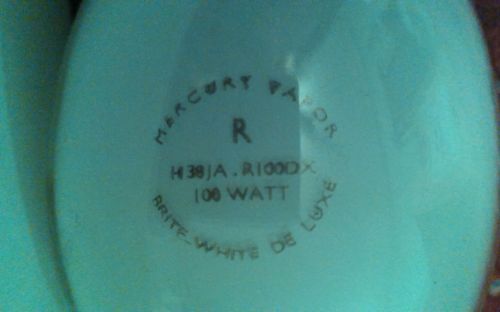 MERCURY VAPOR
R
H38JA.R100DX
100 WATT
BRITE-WHITE DE LUXE